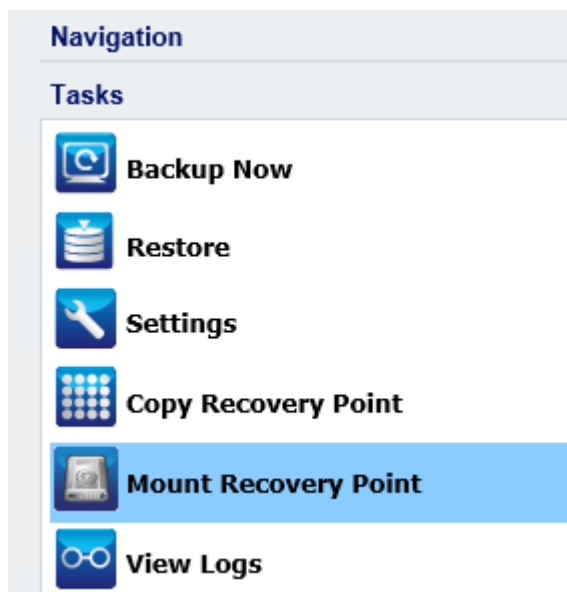 Navigation
Tasks
Backup Now
Restore
Settings
Copy Recovery Point
Mount Recovery Point
View Logs